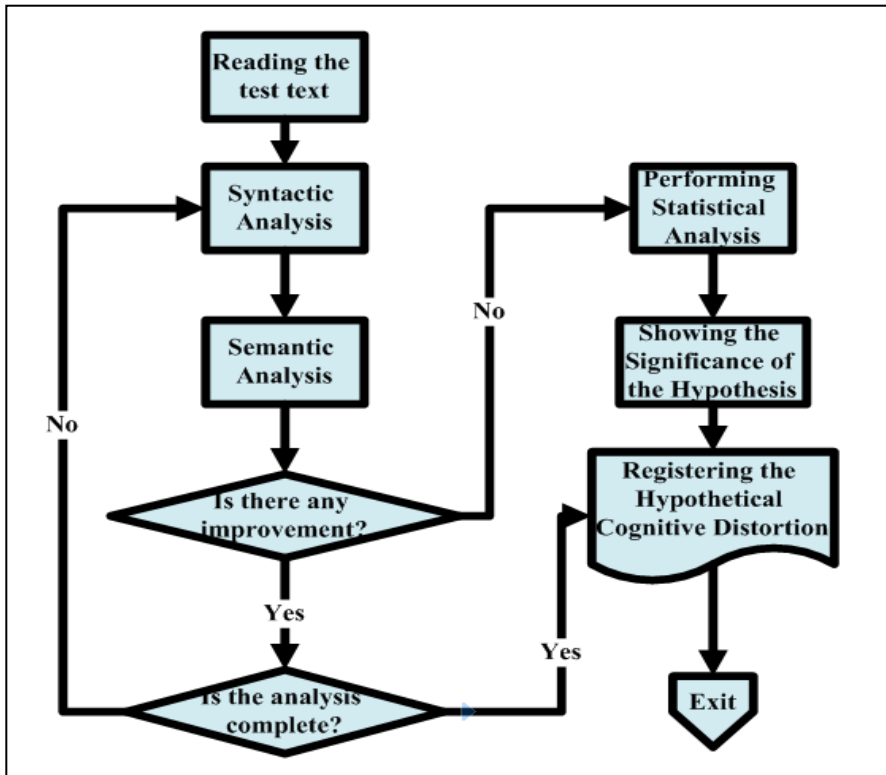 Reading the
test text
Syntactic
Analysis
Semantic
Analysis
Is there any
improvement?
Yes
Is the analysis
complete?
No
No
Yes
Performing
Statistical
Analysis
Showing the
Significance of
the Hypothesis
Registering the
Hypothetical
Cognitive Distortion
Exit